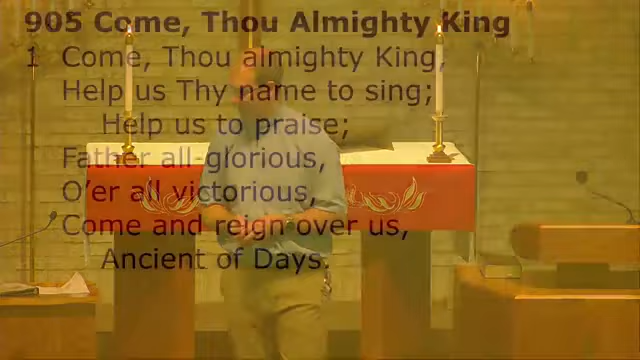 905 Come, Thou Almighty King
1 Come, Thou almighty King,
Help us Thy name to sing;
Help us to praise;
Father all-glorious,
O'er all victorious,
Come and reign over us,
Ancient of Days.